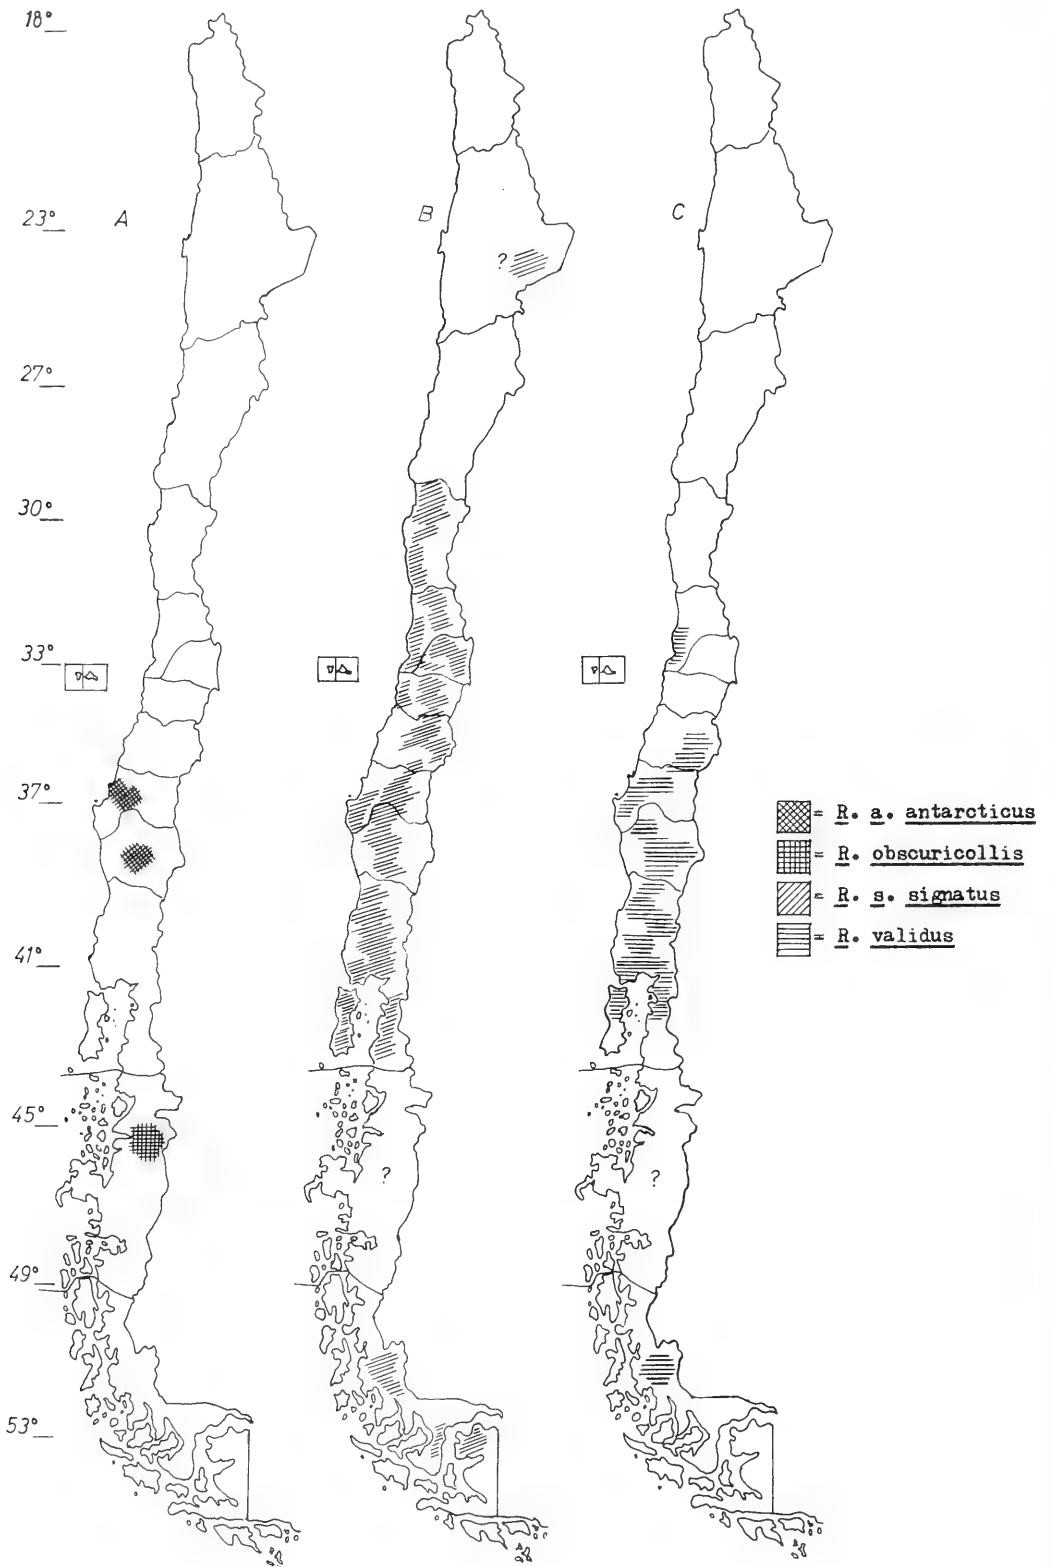 18°
23°
A
B
C
?
27°
30°
33°
37°
= R. a. antarcticus
= R. obscuricollis
= R. s. signatus
= R. validus
41°
45°
?
?
49°
53°